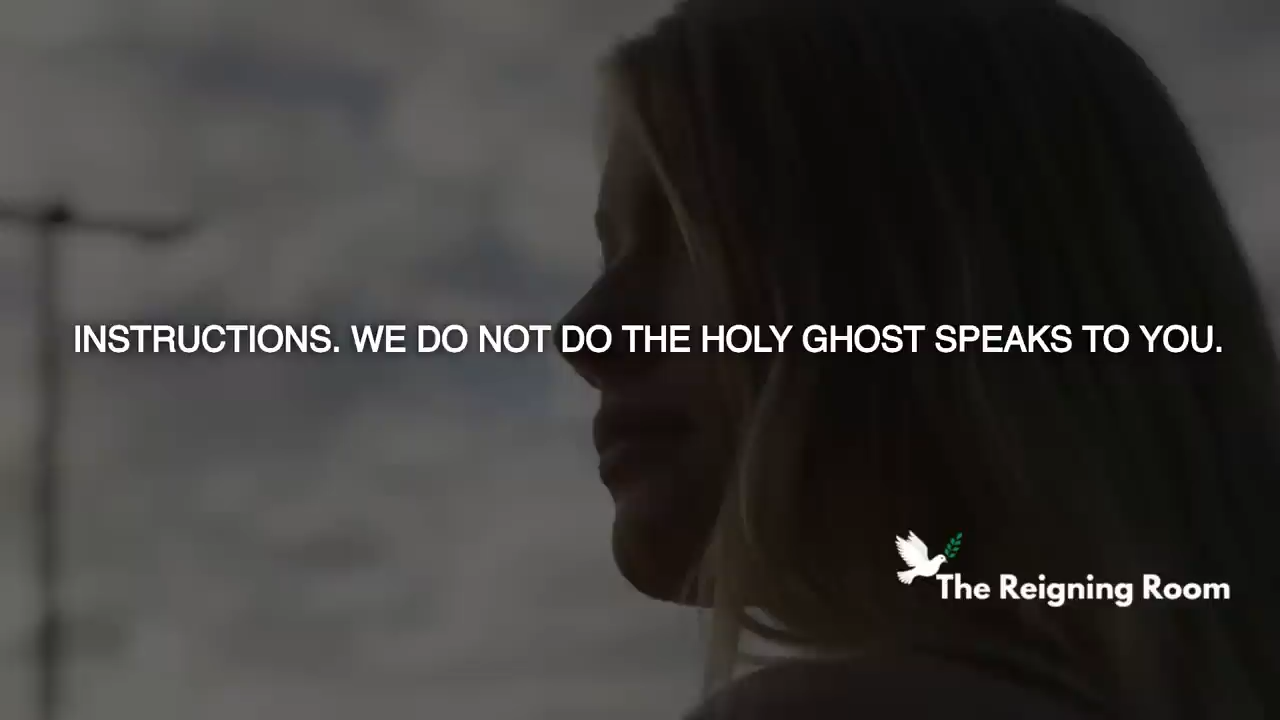 INSTRUCTIONS. WE DO NOT DO THE HOLY GHOST SPEAKS TO YOU.
The Reigning Room